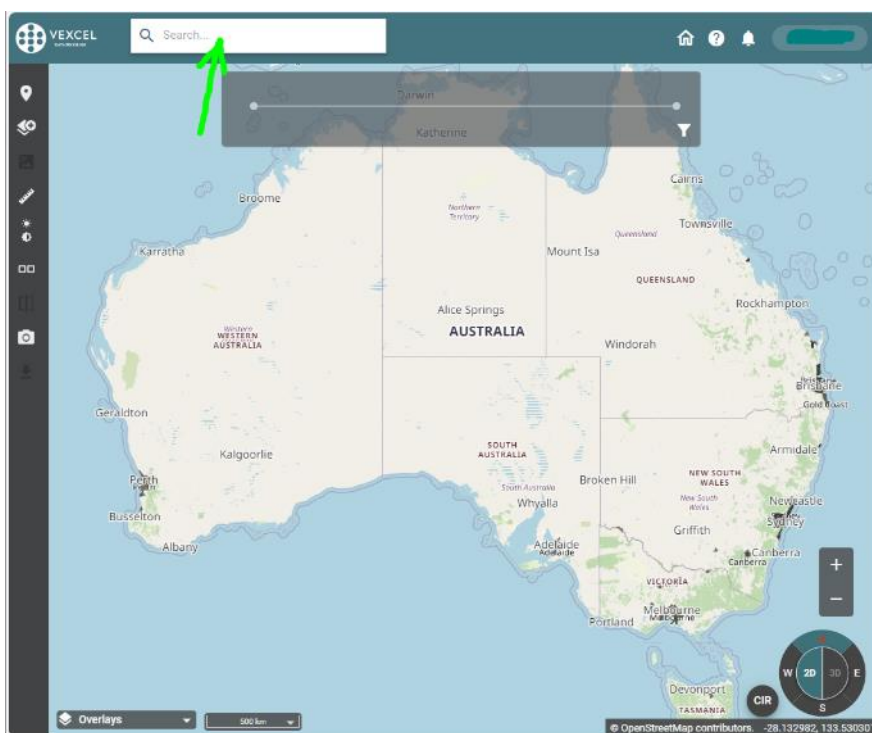 VEXCEL
Search...
Darwin
Katherine
Cairns
Broome
Northern
Territory
Townsville
Queensland
Karratha
Mount Isa
QUEENSLAND
Rockhampton
Alice Springs
AUSTRALIA
Western
WESTERN
AUSTRALIA
Windorah
Brisbane
Brisbane
Gold Coast
Geraldton
SOUTH
AUSTRALIA
Kalgoorlie
Armidale
Perth
Broken Hill
NEW SOUTH
WALES
South Australia
New South
Wales
Whyalla
Newcastle
Busselton
Sydney
Griffith
Albany
Adelaide
Adelaide
Canberra
Canberra
+
VICTORIA
−
Melbourne
Melbourne
Portland
N
W 2D 3D E
Devonport
CIR
S
TASMANIA
Overlays
500 km
© OpenStreetMap contributors. -28.132982, 133.530301